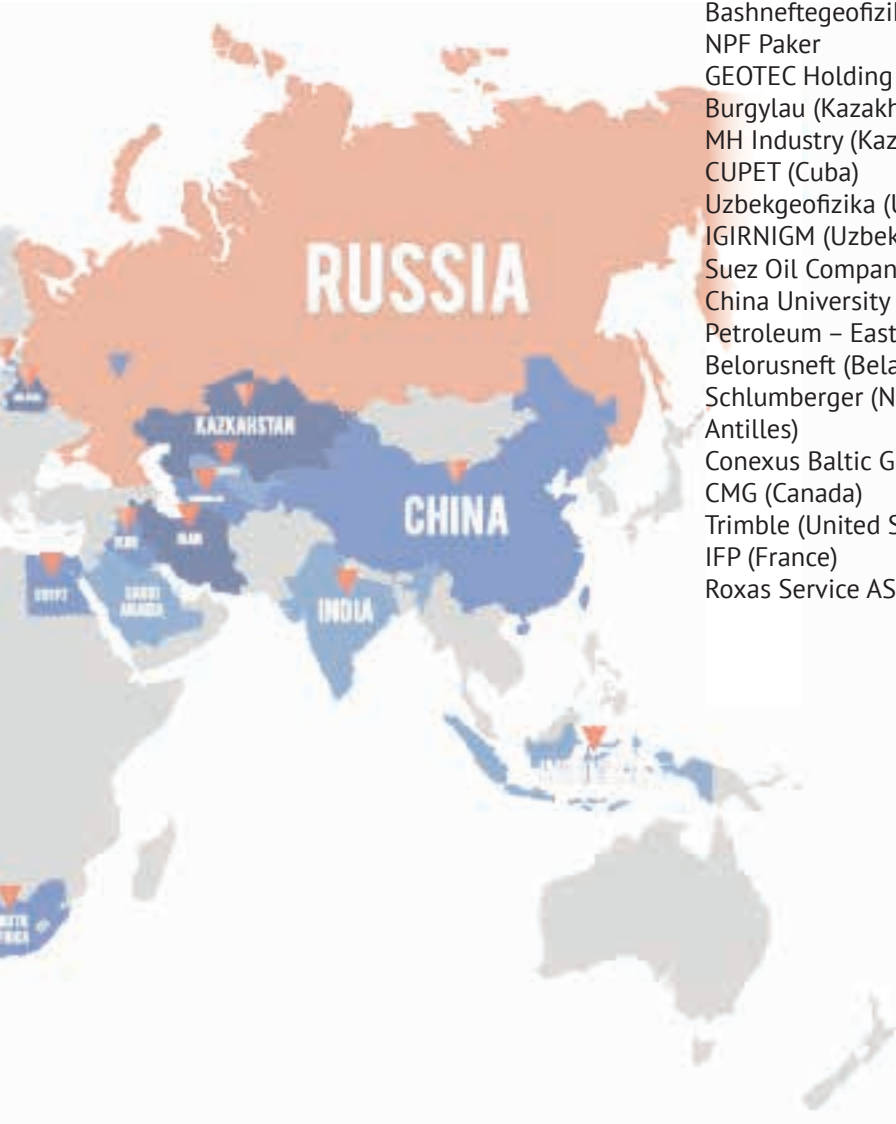 Bashneftegeofizi
NPF Paker
GEOTEC Holding
Burgylau (Kazakh
MH Industry (Kaz
CUPET (Cuba)
Uzbekgeofizika (U
IGIRNIGM (Uzbek
Suez Oil Compan
China University
Petroleum – East
Belorusneft (Bela
Schlumberger (N
Antilles)
Conexus Baltic G
CMG (Canada)
Trimble (United S
IFP (France)
Roxas Service AS
RUSSIA
KAZKAHSTAN
CHINA
IRAN
EGYPT
SAUDI
ARABIA
INDIA